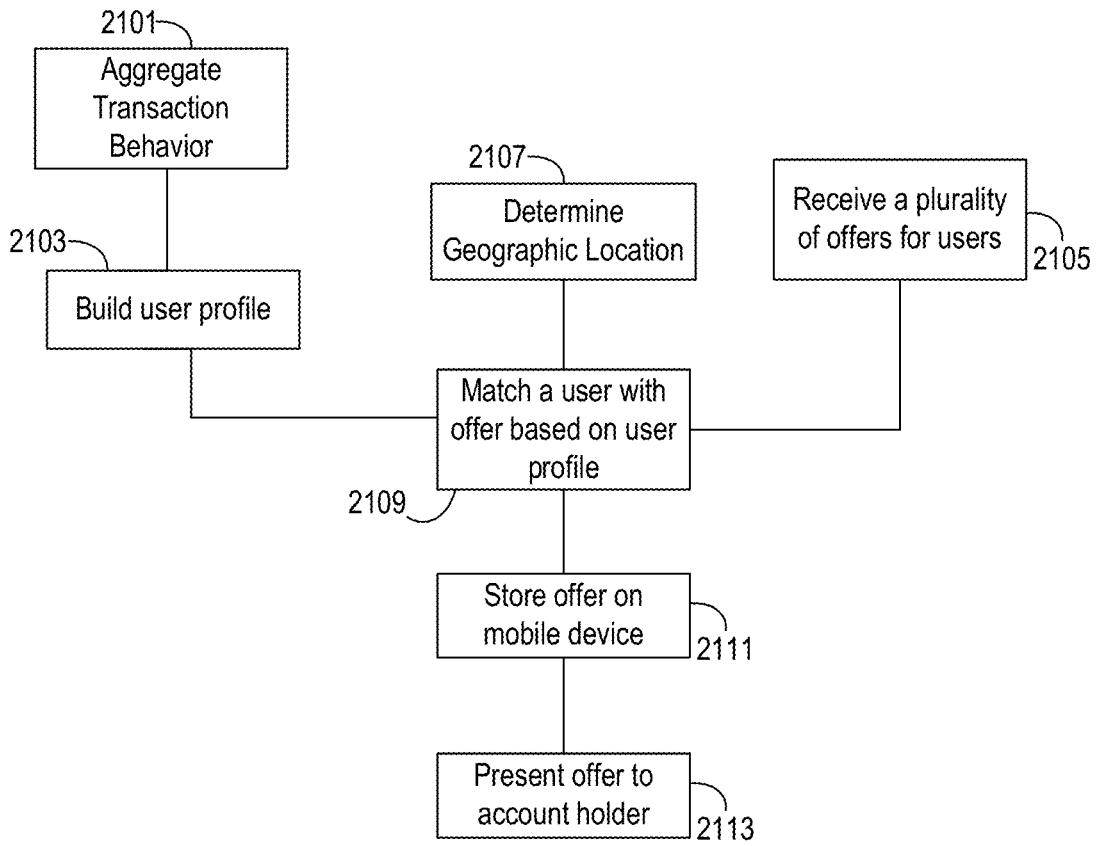 2101
Aggregate
Transaction
Behavior
2107
Determine
Geographic Location
Receive a plurality
of offers for users
2105
2103
Build user profile
Match a user with
offer based on user
profile
2109
Store offer on
mobile device
2111
Present offer to
account holder
2113